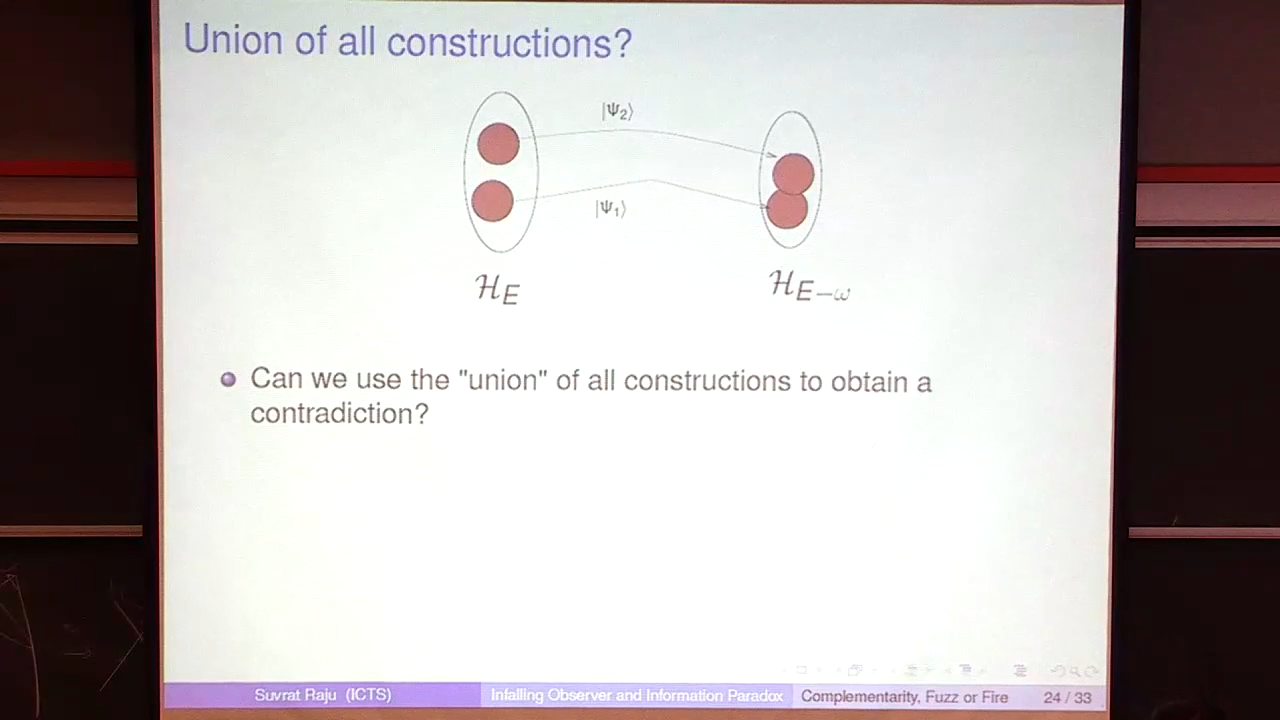 Union of all constructions?
|Ψ₂⟩
|Ψ₁⟩
ℋ_E
ℋ_{E−ω}
Can we use the "union" of all constructions to obtain a
contradiction?
Suvrat Raju (ICTS)
Infalling Observer and Information Paradox
Complementarity, Fuzz or Fire
24 / 33